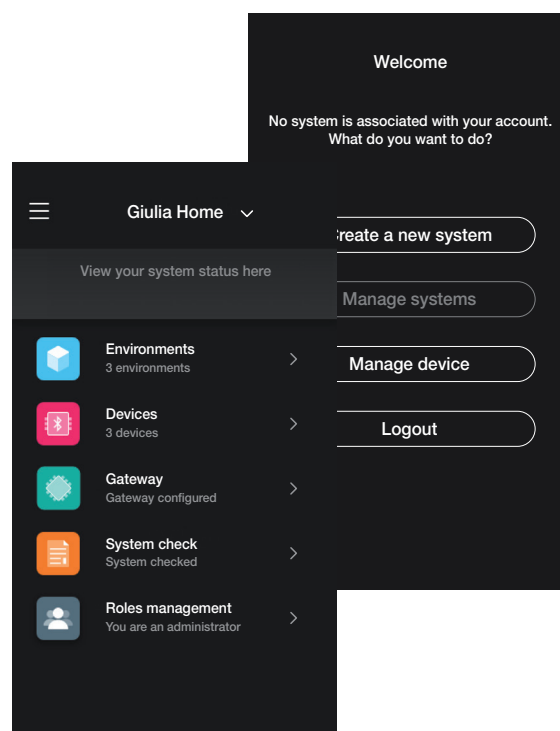 Welcome
No system is associated with your account.
What do you want to do?
Create a new system
Manage systems
Manage device
Logout
Giulia Home
View your system status here
Environments
3 environments
Devices
3 devices
Gateway
Gateway configured
System check
System checked
Roles management
You are an administrator